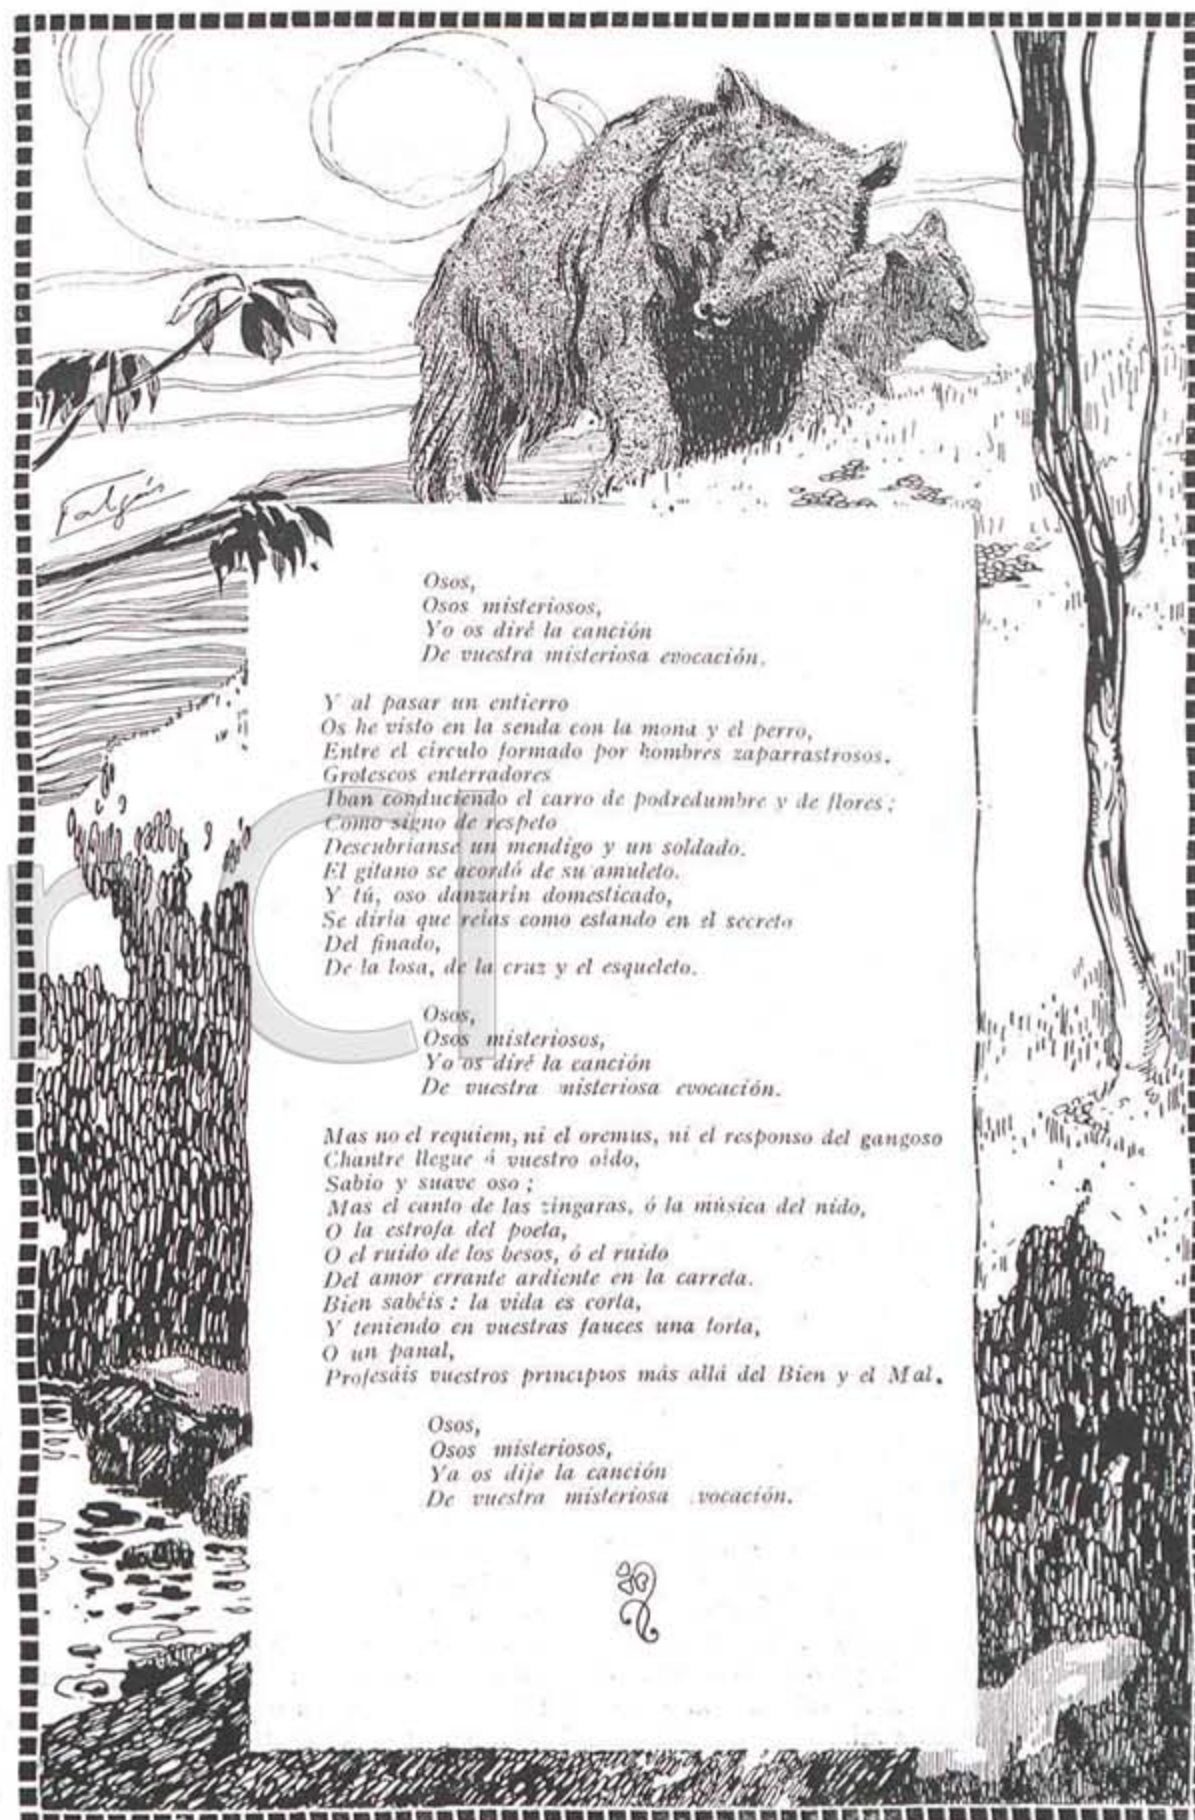 Osos,
Osos misteriosos,
Yo os diré la canción
De vuestra misteriosa evocación.
Y al pasar un entierro
Os he visto en la senda con la mona y el perro,
Entre el círculo formado por hombres zaparrastrosos.
Grotescos enterradores
Iban conduciendo el carro de podredumbre y de flores;
Como signo de respeto
Descubríanse un mendigo y un soldado.
El gitano se acordó de su amuleto.
Y tú, oso danzarín domesticado,
Se diría que reías como estando en el secreto
Del finado,
De la losa, de la cruz y el esqueleto.
Osos,
Osos misteriosos,
Yo os diré la canción
De vuestra misteriosa evocación.
Mas no el requiem, ni el oremus, ni el responso del gangoso
Chantre llegue á vuestro oído,
Sabio y suave oso;
Mas el canto de las zíngaras, ó la música del nido,
O la estrofa del poeta,
O el ruido de los besos, ó el ruido
Del amor errante ardiente en la carreta.
Bien sabéis: la vida es corta,
Y teniendo en vuestras fauces una torta,
O un panal,
Profesáis vuestros principios más allá del Bien y el Mal.
Osos,
Osos misteriosos,
Ya os dije la canción
De vuestra misteriosa vocación.